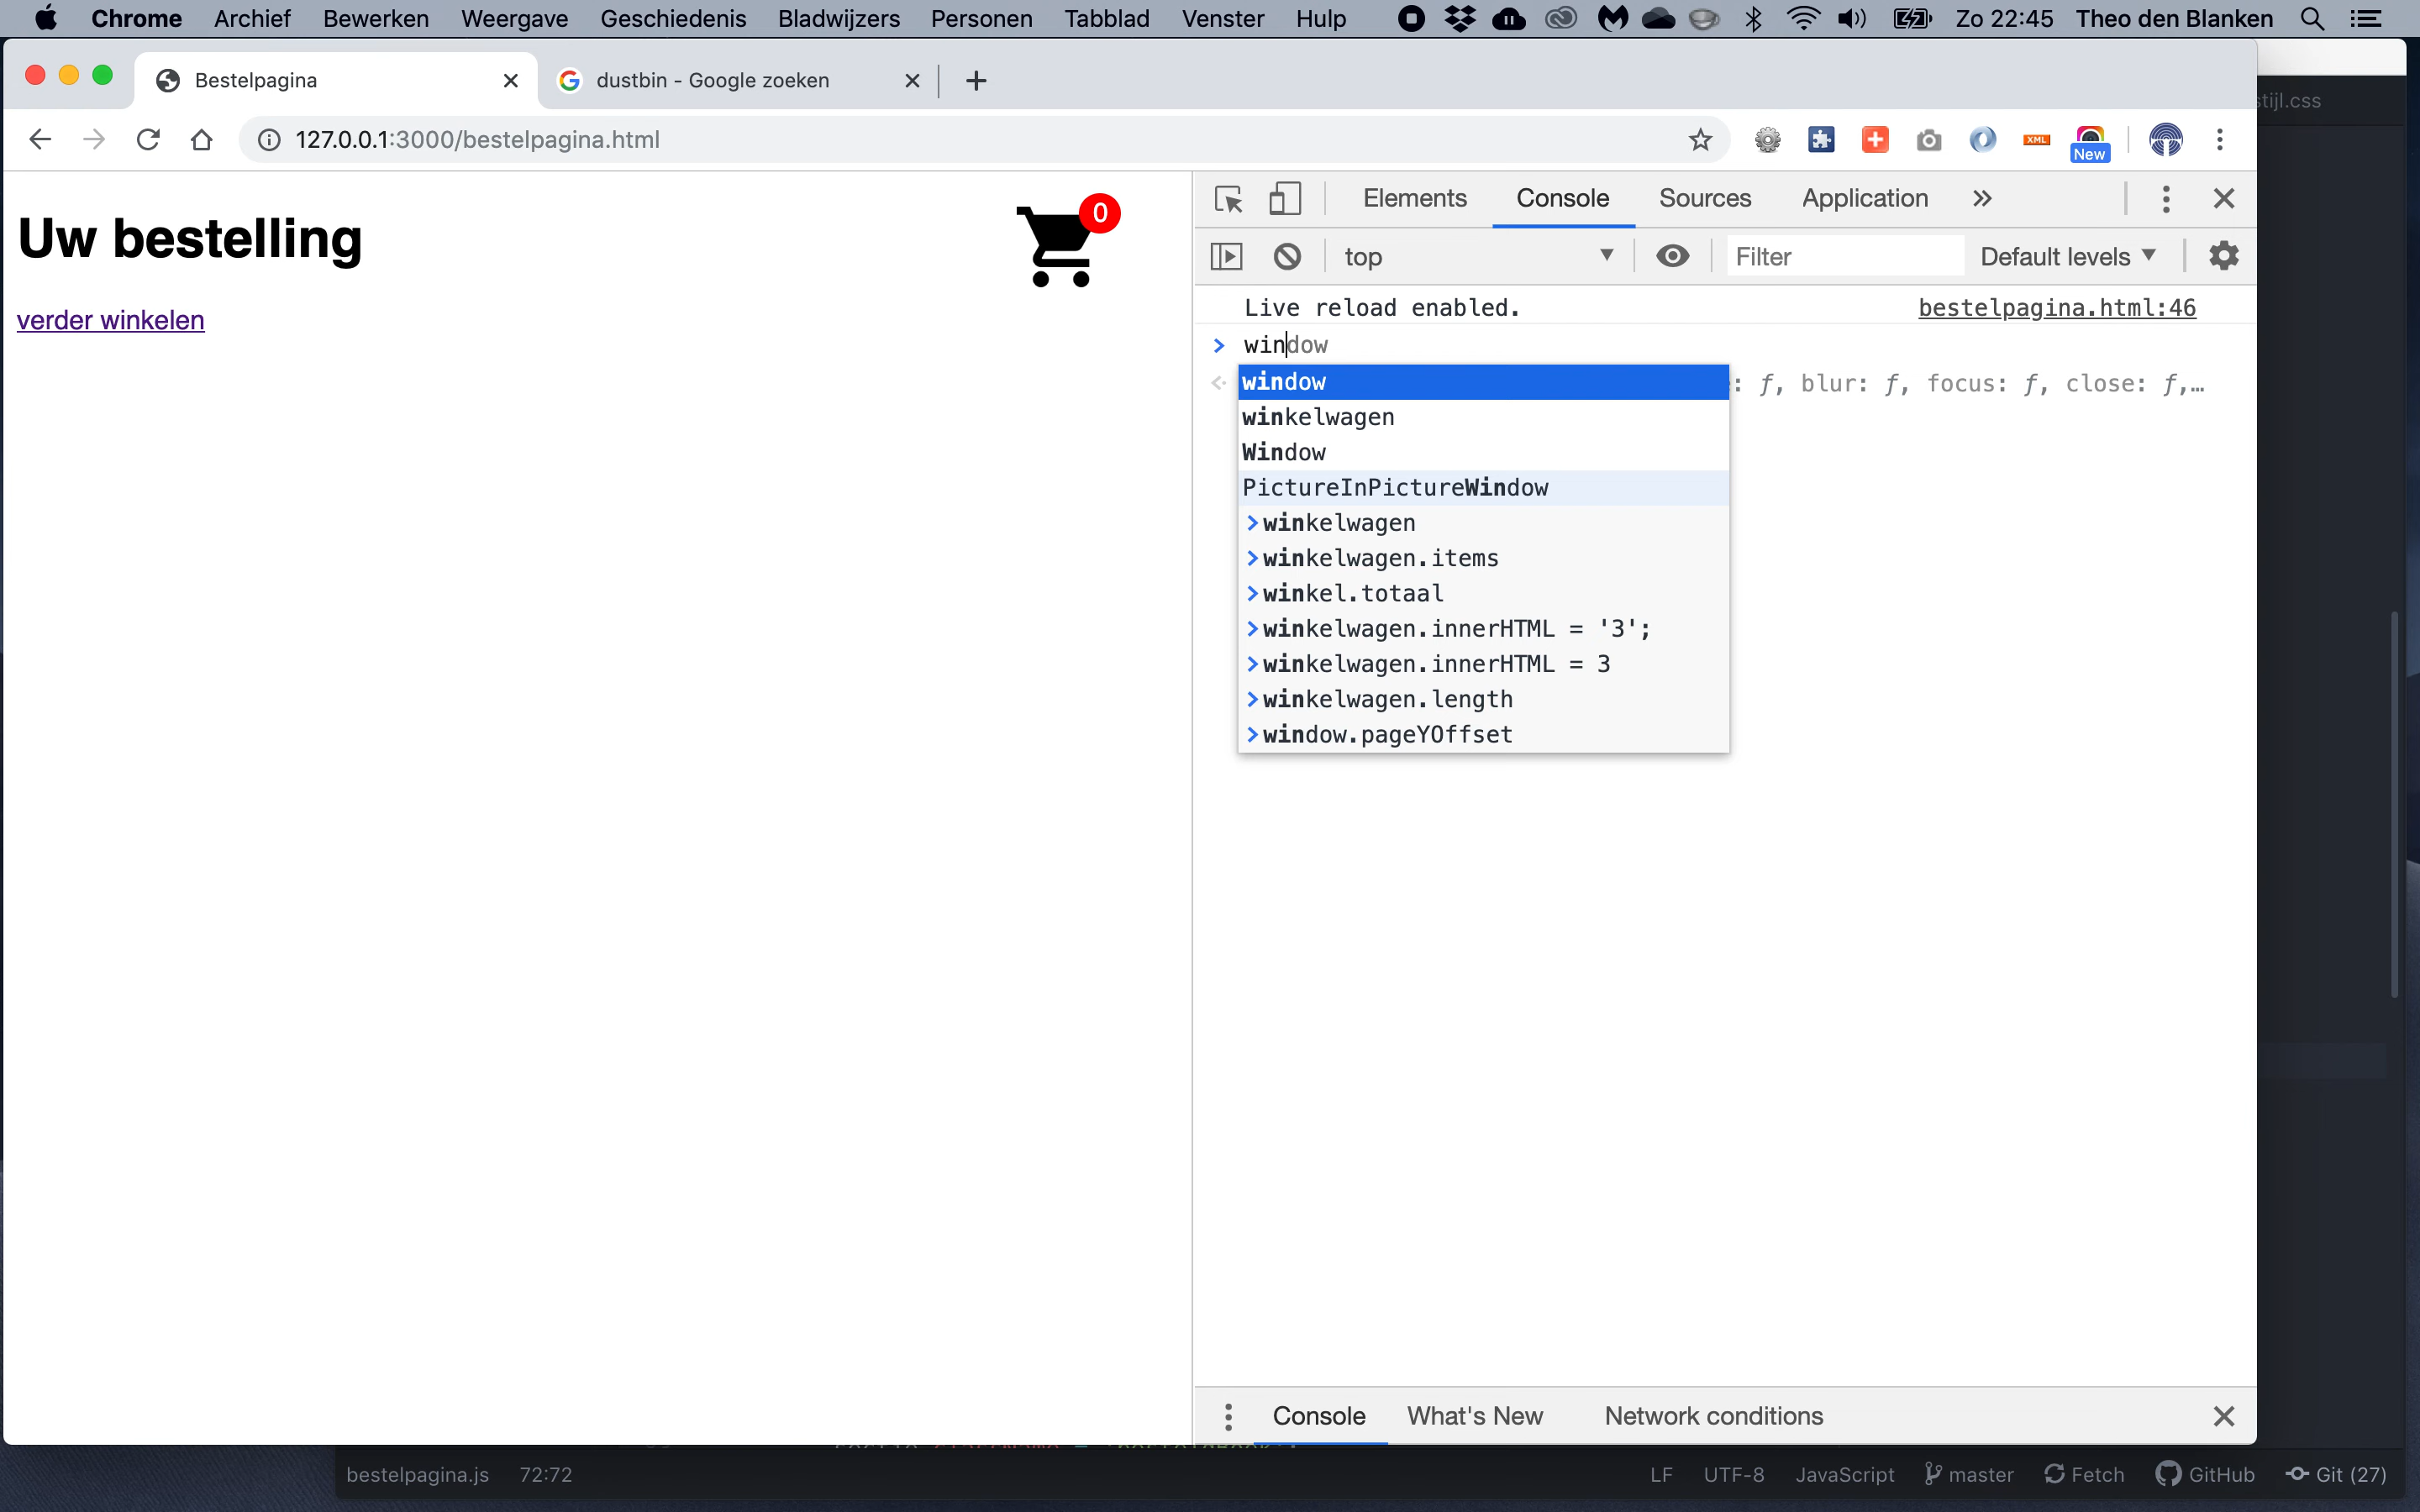 Chrome Archief Bewerken Weergave Geschiedenis Bladwijzers Personen Tabblad Venster Hulp Zo 22:45 Theo den Blanken
Bestelpagina
dustbin - Google zoeken
stijl.css
127.0.0.1:3000/bestelpagina.html
XML
New
Elements Console Sources Application
top
Filter
Default levels
Uw bestelling
0
verder winkelen
Live reload enabled.
bestelpagina.html:46
window
: ƒ, blur: ƒ, focus: ƒ, close: ƒ,…
window
winkelwagen
Window
PictureInPictureWindow
>winkelwagen
>winkelwagen.items
>winkel.totaal
>winkelwagen.innerHTML = '3';
>winkelwagen.innerHTML = 3
>winkelwagen.length
>window.pageYOffset
Console What's New Network conditions
bestelpagina.js 72:72
LF UTF-8 JavaScript master Fetch GitHub Git (27)